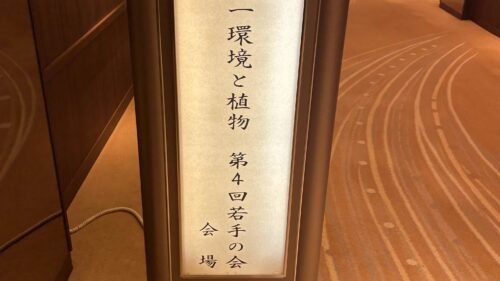 一環境と植物　第4回若手の会
会場